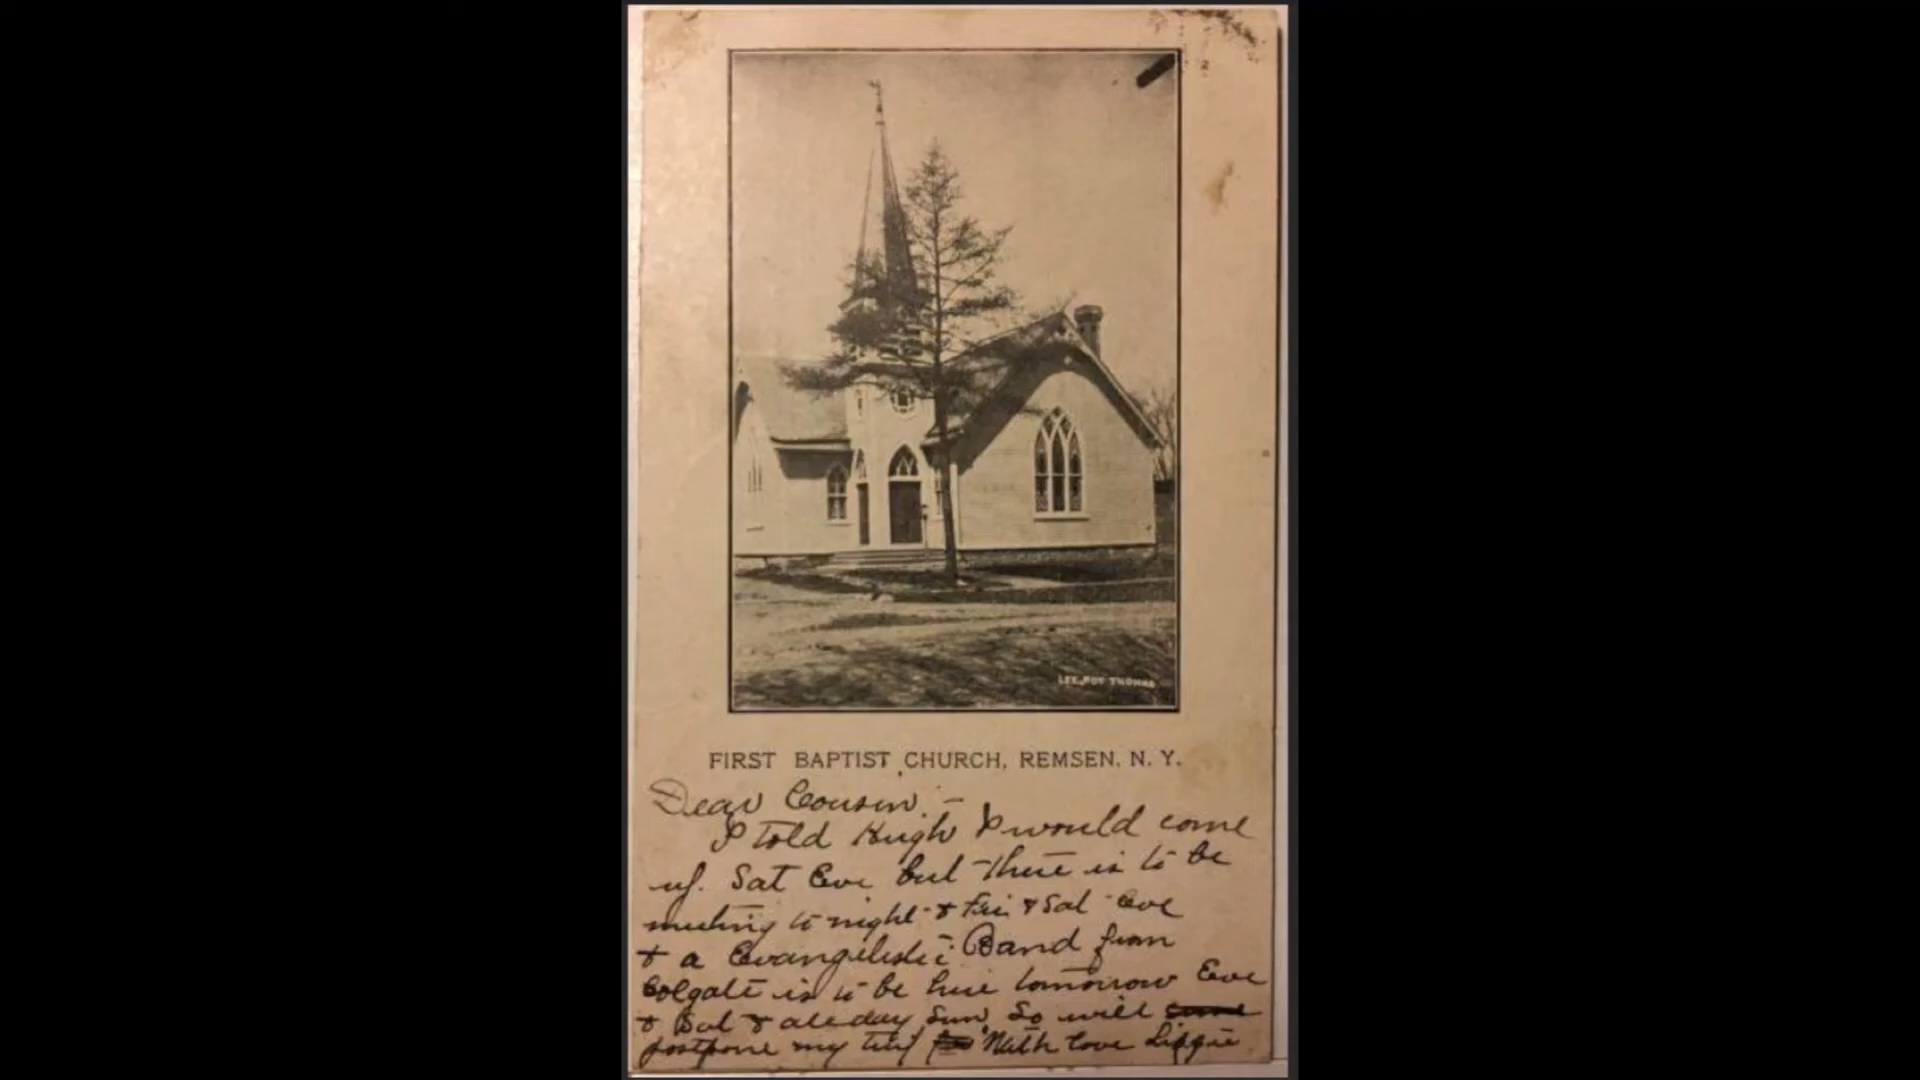 LEE, ROY THOMAS
FIRST BAPTIST CHURCH, REMSEN, N. Y.
Dear Cousin:—
I told Hugh I would come
up. Sat Eve but there is to be
meeting to night & Fri & Sat Eve
& a Evangelistic Band from
Colgate is to be here tomorrow Eve
& Sat & all day Sun, So will come
postpone my trip With love Lizzie